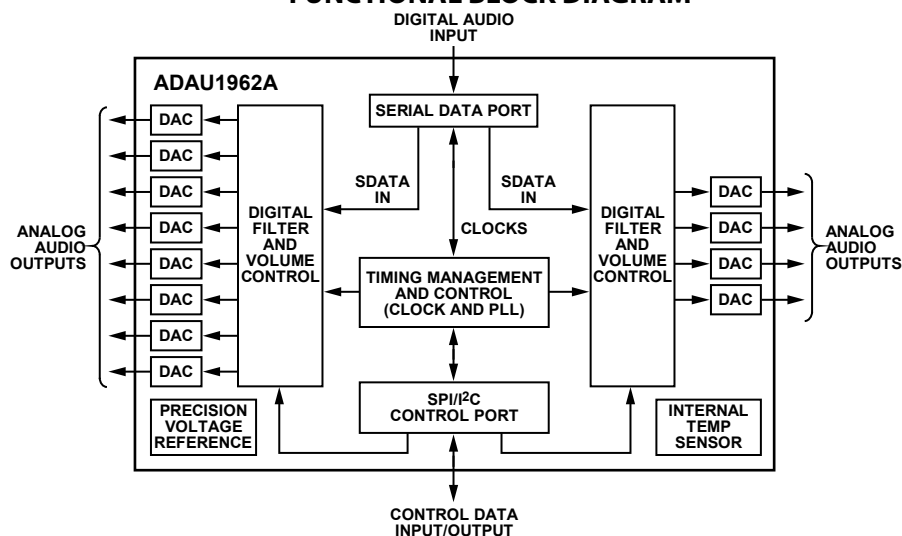 FUNCTIONAL BLOCK DIAGRAM
DIGITAL AUDIO
INPUT
ADAU1962A
SERIAL DATA PORT
DAC
DAC
DAC
DAC
DAC
DAC
DAC
DAC
ANALOG
AUDIO
OUTPUTS
DIGITAL
FILTER
AND
VOLUME
CONTROL
SDATA
IN
SDATA
IN
CLOCKS
TIMING MANAGEMENT
AND CONTROL
(CLOCK AND PLL)
DIGITAL
FILTER
AND
VOLUME
CONTROL
DAC
DAC
DAC
DAC
ANALOG
AUDIO
OUTPUTS
SPI/I2C
CONTROL PORT
PRECISION
VOLTAGE
REFERENCE
INTERNAL
TEMP
SENSOR
CONTROL DATA
INPUT/OUTPUT